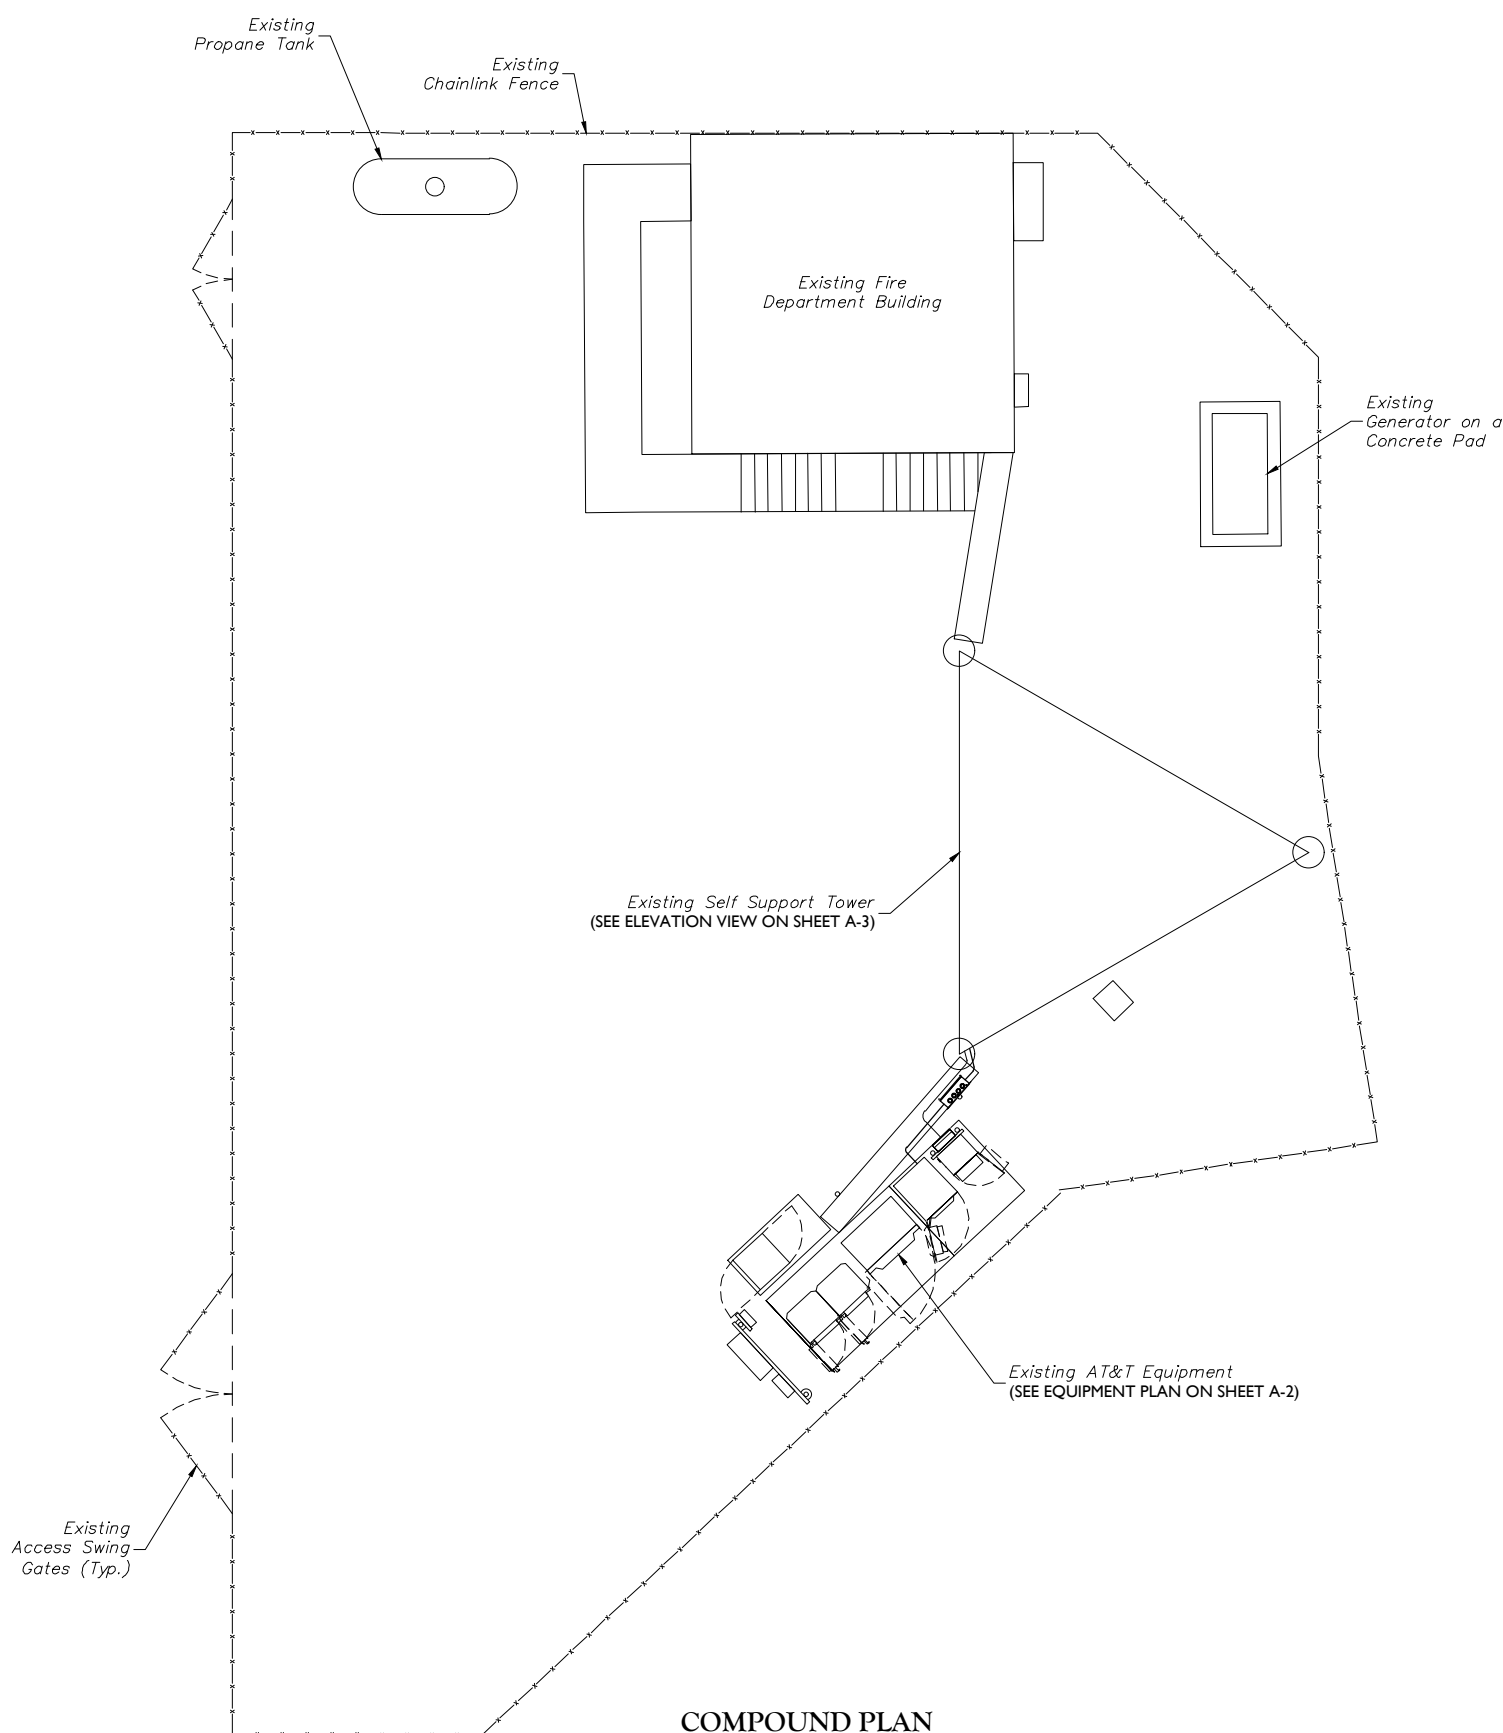 Existing
Propane Tank
Existing
Chainlink Fence
Existing Fire
Department Building
Existing
Generator on a
Concrete Pad
Existing Self Support Tower
(SEE ELEVATION VIEW ON SHEET A-3)
Existing AT&T Equipment
(SEE EQUIPMENT PLAN ON SHEET A-2)
Existing
Access Swing
Gates (Typ.)
COMPOUND PLAN